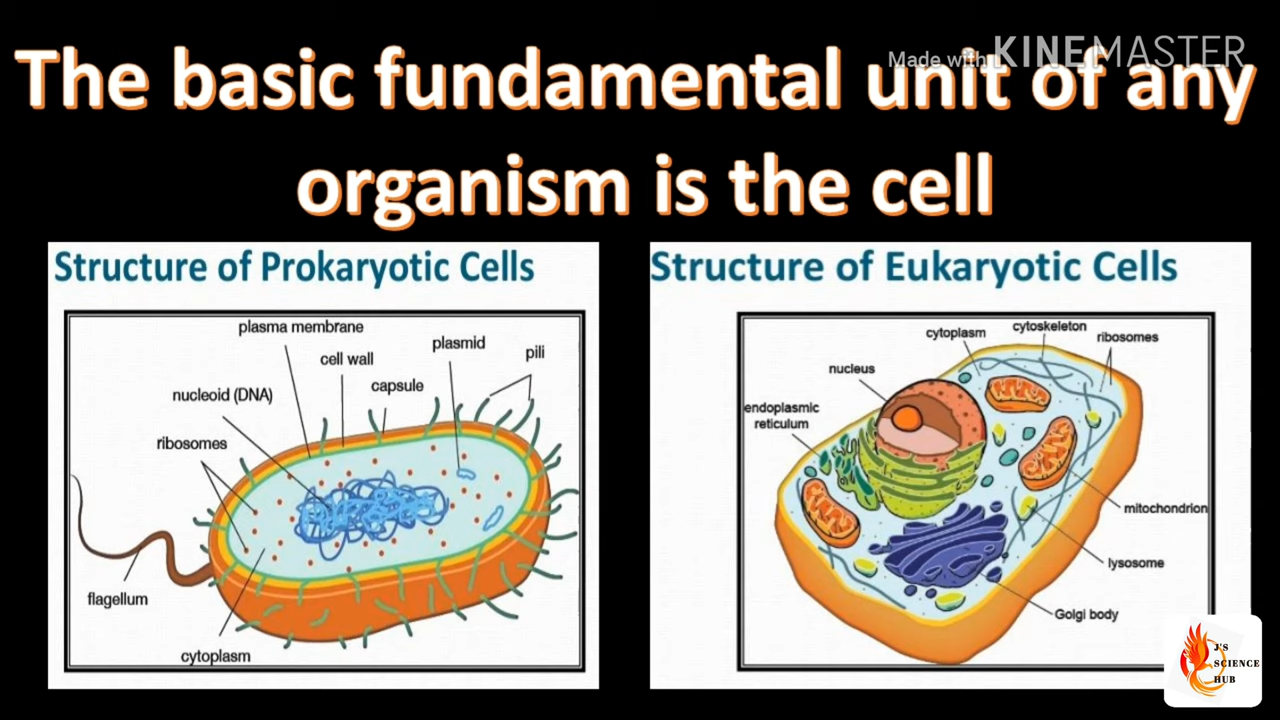 The basic fundamental unit of any
organism is the cell
Made with KINEMASTER
Structure of Prokaryotic Cells
plasma membrane
cell wall
plasmid
pili
capsule
nucleoid (DNA)
ribosomes
flagellum
cytoplasm
Structure of Eukaryotic Cells
cytoplasm
cytoskeleton
ribosomes
nucleus
endoplasmic
reticulum
mitochondrion
lysosome
Golgi body
J'S
SCIENCE
HUB